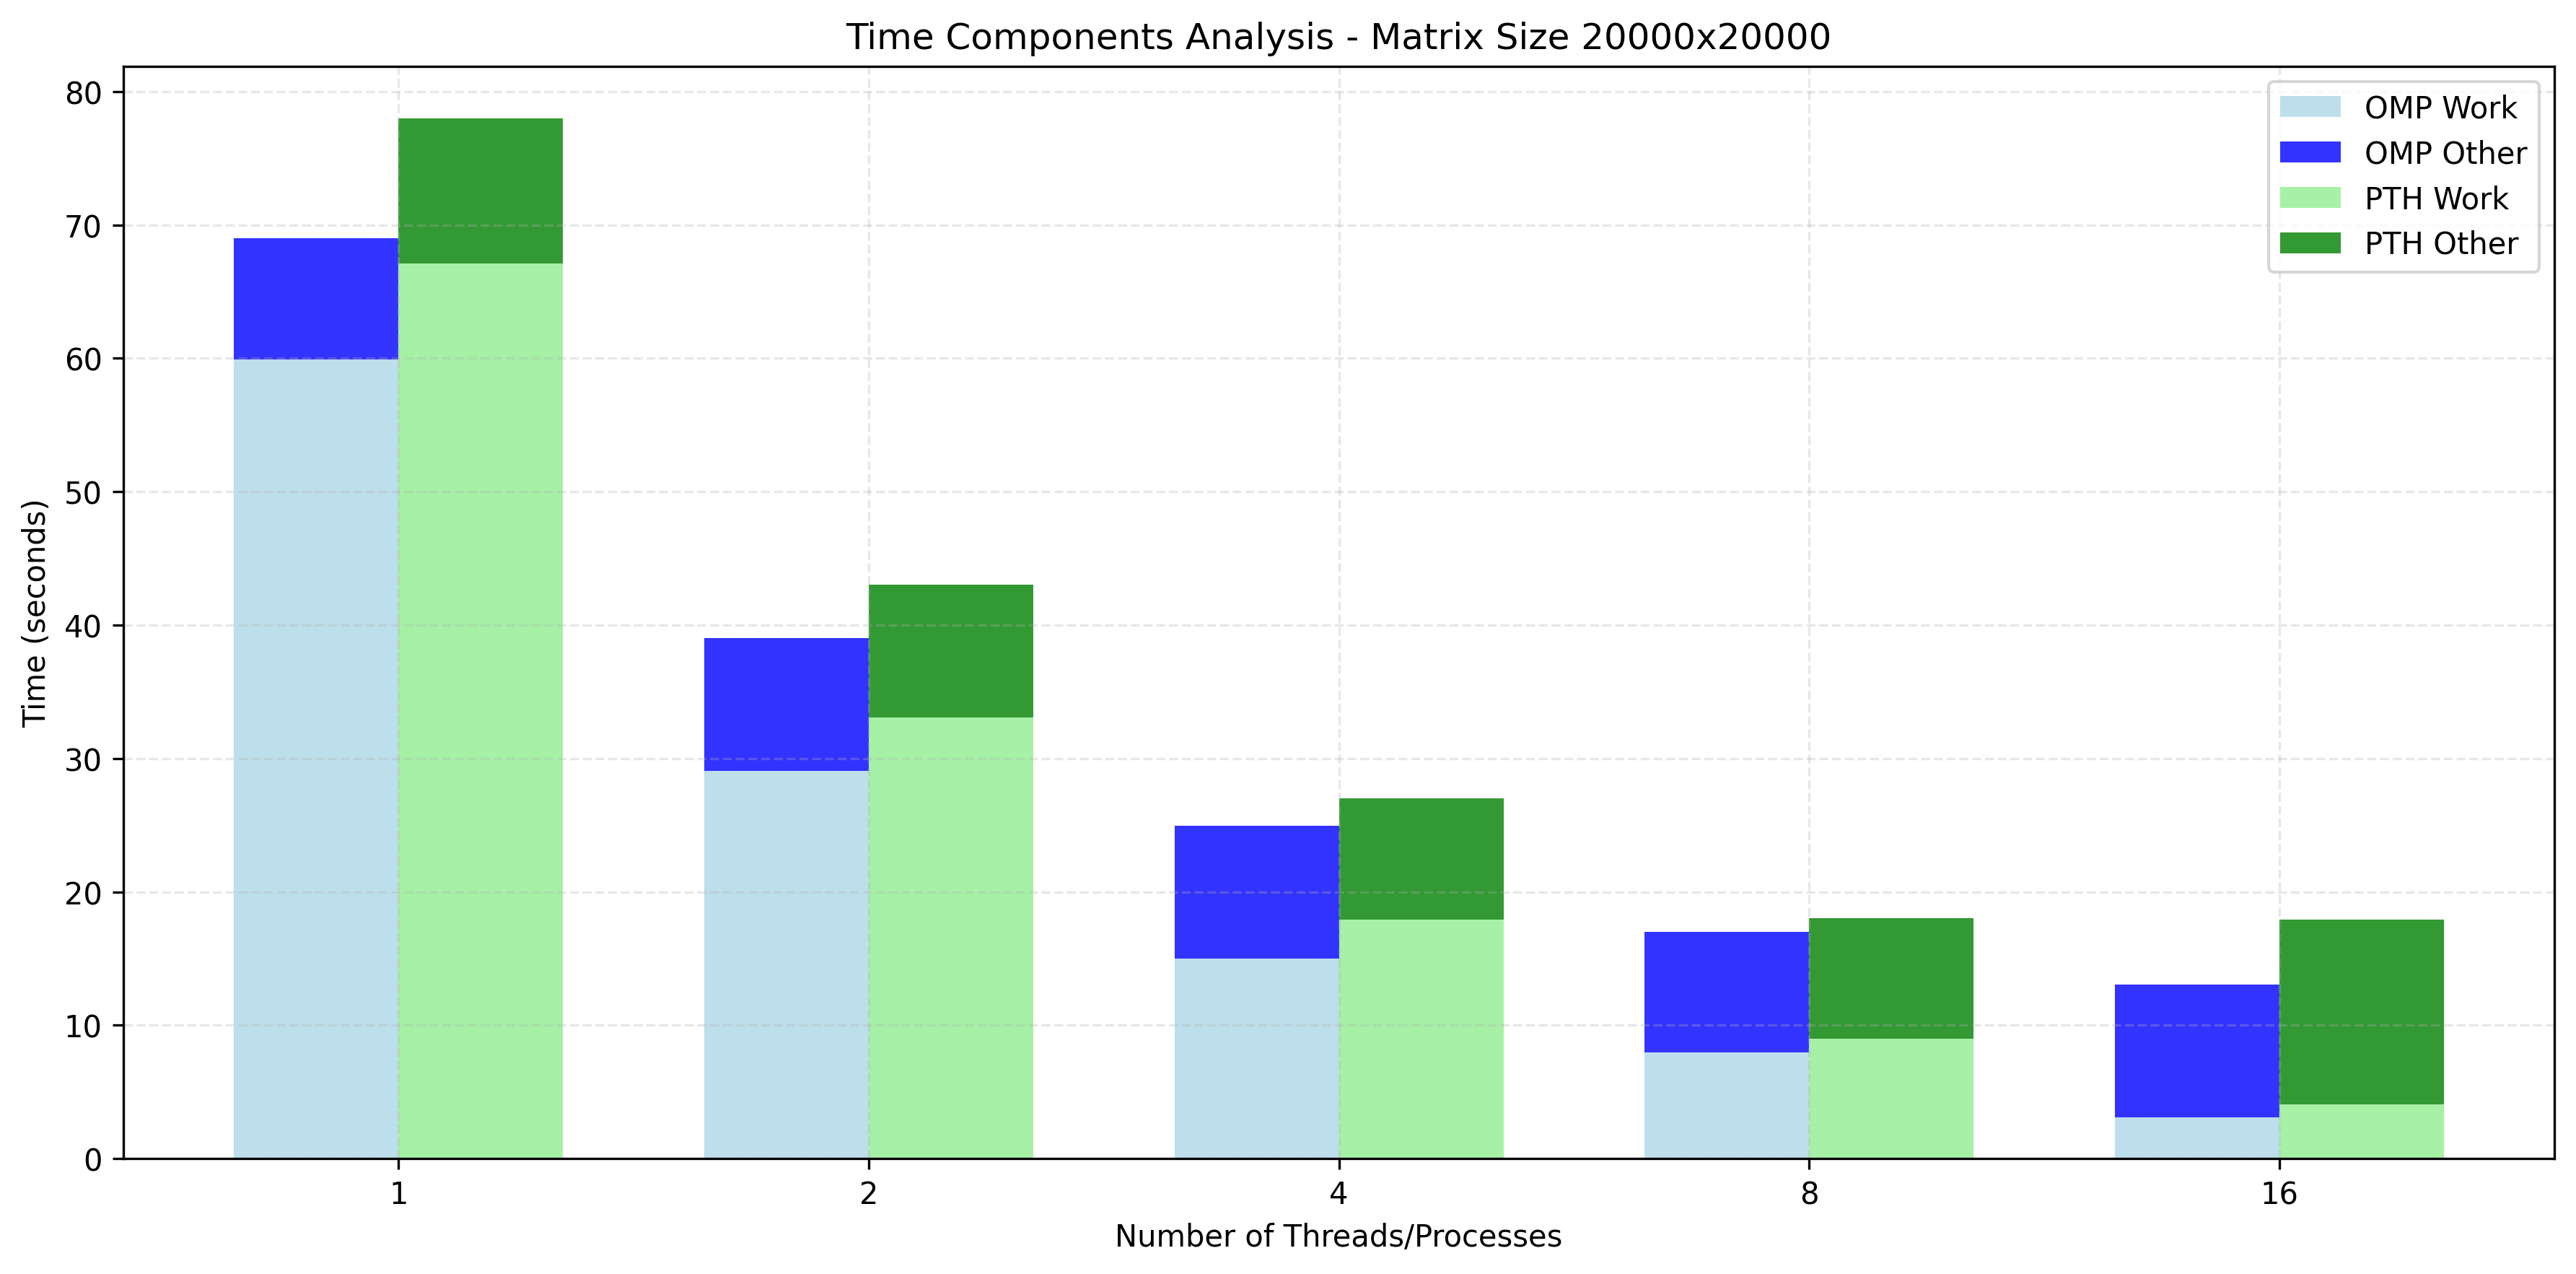 Time Components Analysis - Matrix Size 20000x20000
80
70
60
50
40
30
20
10
0
Time (seconds)
OMP Work
OMP Other
PTH Work
PTH Other
1
2
4
8
16
Number of Threads/Processes